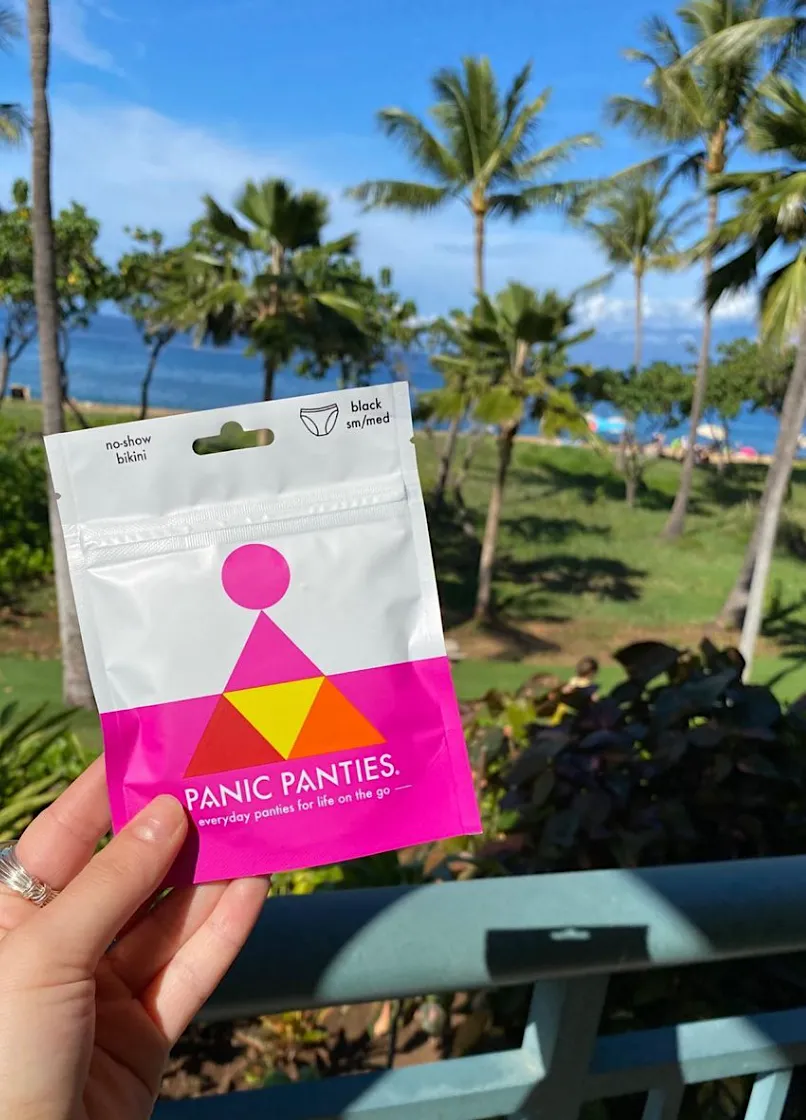 no-show
bikini
black
sm/med
PANIC PANTIES.
everyday panties for life on the go —